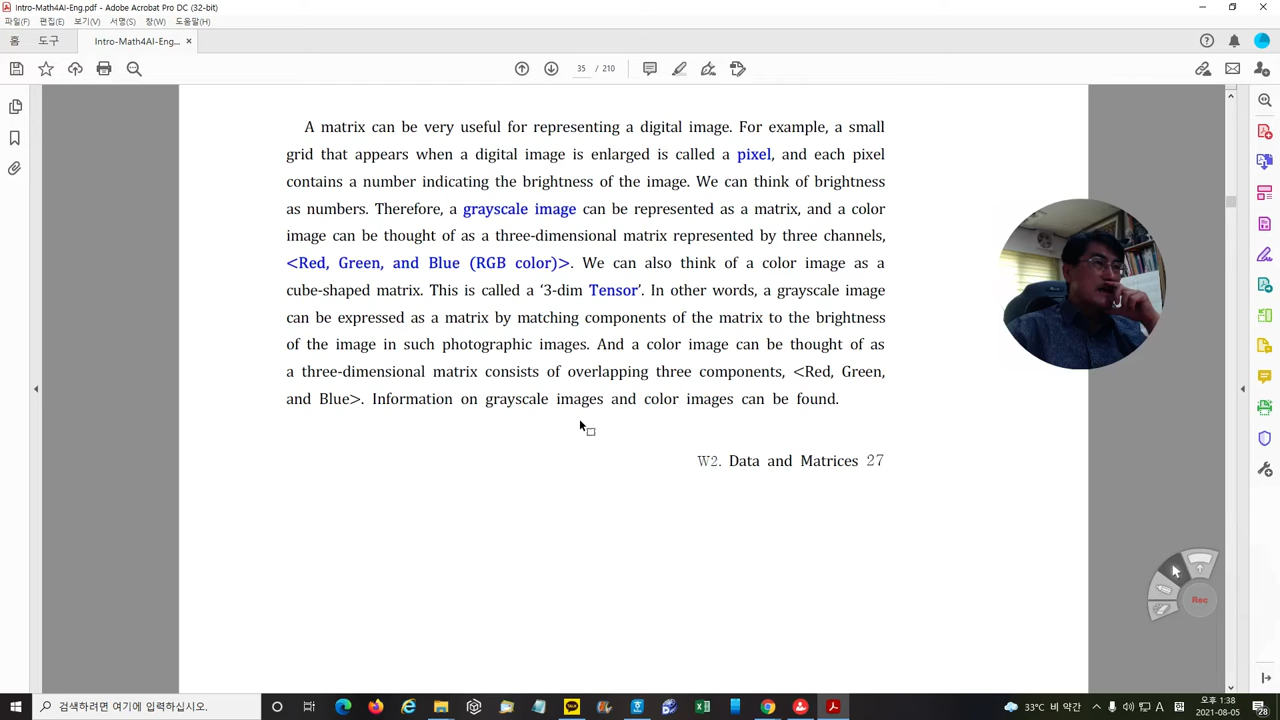 Intro-Math4AI-Eng.pdf - Adobe Acrobat Pro DC (32-bit)
파일(F) 편집(E) 보기(V) 서명(S) 창(W) 도움말(H)
홈 도구 Intro-Math4AI-Eng... ×
35 / 210
A matrix can be very useful for representing a digital image. For example, a small
grid that appears when a digital image is enlarged is called a pixel, and each pixel
contains a number indicating the brightness of the image. We can think of brightness
as numbers. Therefore, a grayscale image can be represented as a matrix, and a color
image can be thought of as a three-dimensional matrix represented by three channels,
<Red, Green, and Blue (RGB color)>. We can also think of a color image as a
cube-shaped matrix. This is called a ‘3-dim Tensor’. In other words, a grayscale image
can be expressed as a matrix by matching components of the matrix to the brightness
of the image in such photographic images. And a color image can be thought of as
a three-dimensional matrix consists of overlapping three components, <Red, Green,
and Blue>. Information on grayscale images and color images can be found.
W2. Data and Matrices 27
Rec
검색하려면 여기에 입력하십시오.
TALK
33℃ 비 약간
A
한
오후 1:38
2021-08-05
28